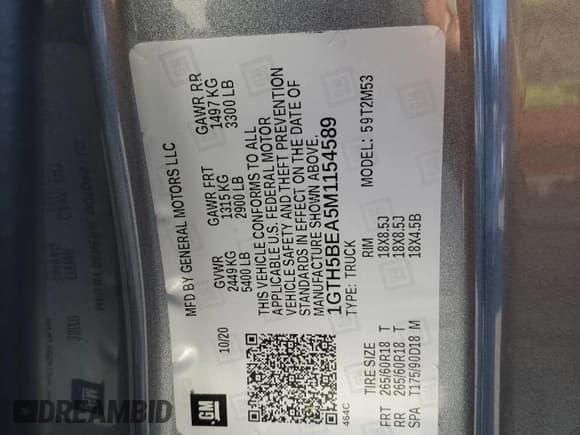 MFD BY GENERAL MOTORS LLC
10/20 GVWR GAWR FRT GAWR RR
2449 KG 1315 KG 1497 KG
5400 LB 2900 LB 3300 LB
THIS VEHICLE CONFORMS TO ALL
APPLICABLE U.S. FEDERAL MOTOR
VEHICLE SAFETY AND THEFT PREVENTION
STANDARDS IN EFFECT ON THE DATE OF
MANUFACTURE SHOWN ABOVE.
1GTH5BEA5M1154589
TYPE: TRUCK MODEL: 59T2M53
GM
464C
TIRE SIZE RIM
FRT 265/60R18 T 18X8.5J
RR 265/60R18 T 18X8.5J
SPA T175/90D18 M 18X4.5B
DREAMBID